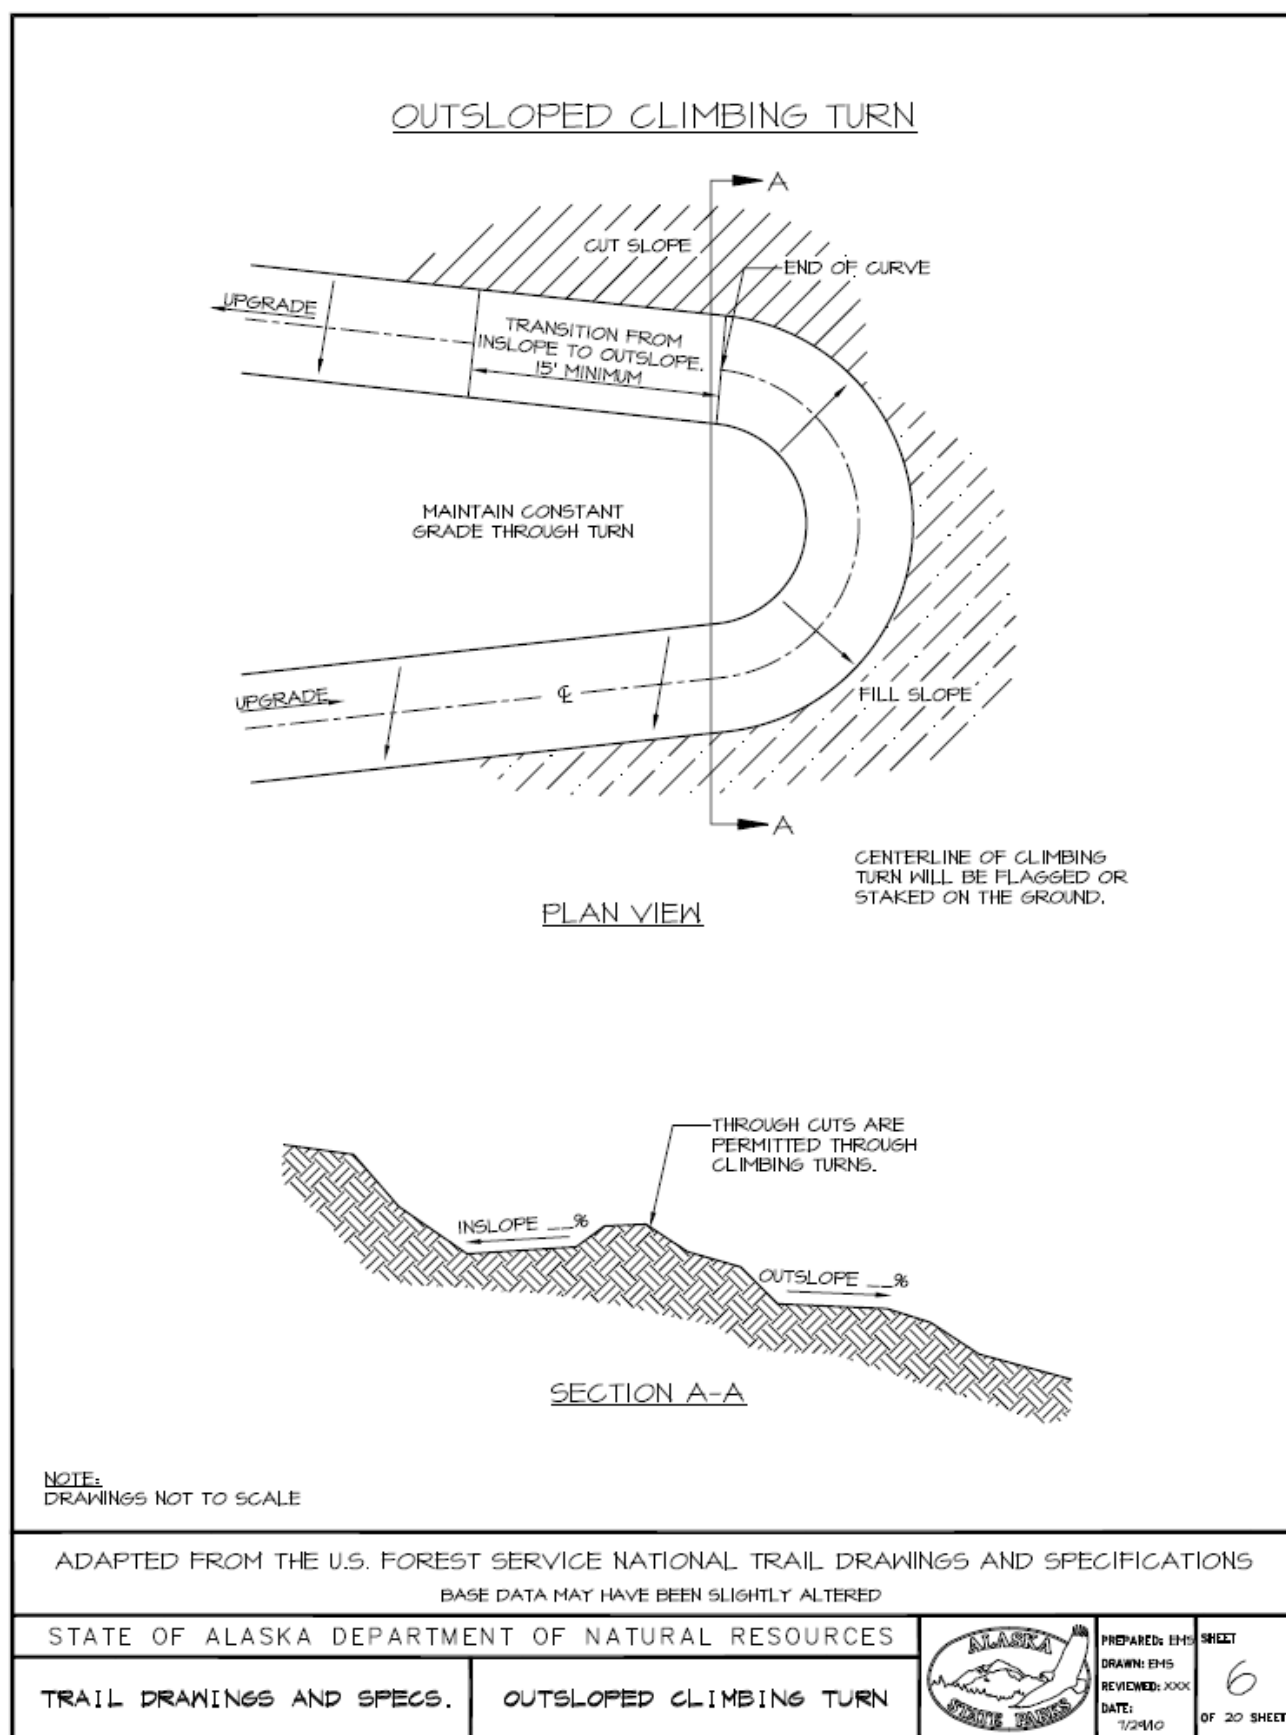 OUTSLOPED CLIMBING TURN
A
CUT SLOPE
END OF CURVE
UPGRADE
TRANSITION FROM
INSLOPE TO OUTSLOPE.
15' MINIMUM
MAINTAIN CONSTANT
GRADE THROUGH TURN
UPGRADE
℄
FILL SLOPE
A
CENTERLINE OF CLIMBING
TURN WILL BE FLAGGED OR
STAKED ON THE GROUND.
PLAN VIEW
THROUGH CUTS ARE
PERMITTED THROUGH
CLIMBING TURNS.
INSLOPE __%
OUTSLOPE __%
SECTION A-A
NOTE:
DRAWINGS NOT TO SCALE
ADAPTED FROM THE U.S. FOREST SERVICE NATIONAL TRAIL DRAWINGS AND SPECIFICATIONS
BASE DATA MAY HAVE BEEN SLIGHTLY ALTERED
STATE OF ALASKA DEPARTMENT OF NATURAL RESOURCES
TRAIL DRAWINGS AND SPECS.
OUTSLOPED CLIMBING TURN
ALASKA
STATE PARKS
PREPARED: EMS
DRAWN: EMS
REVIEWED: XXX
DATE:
7/29/10
SHEET
6
OF 20 SHEET